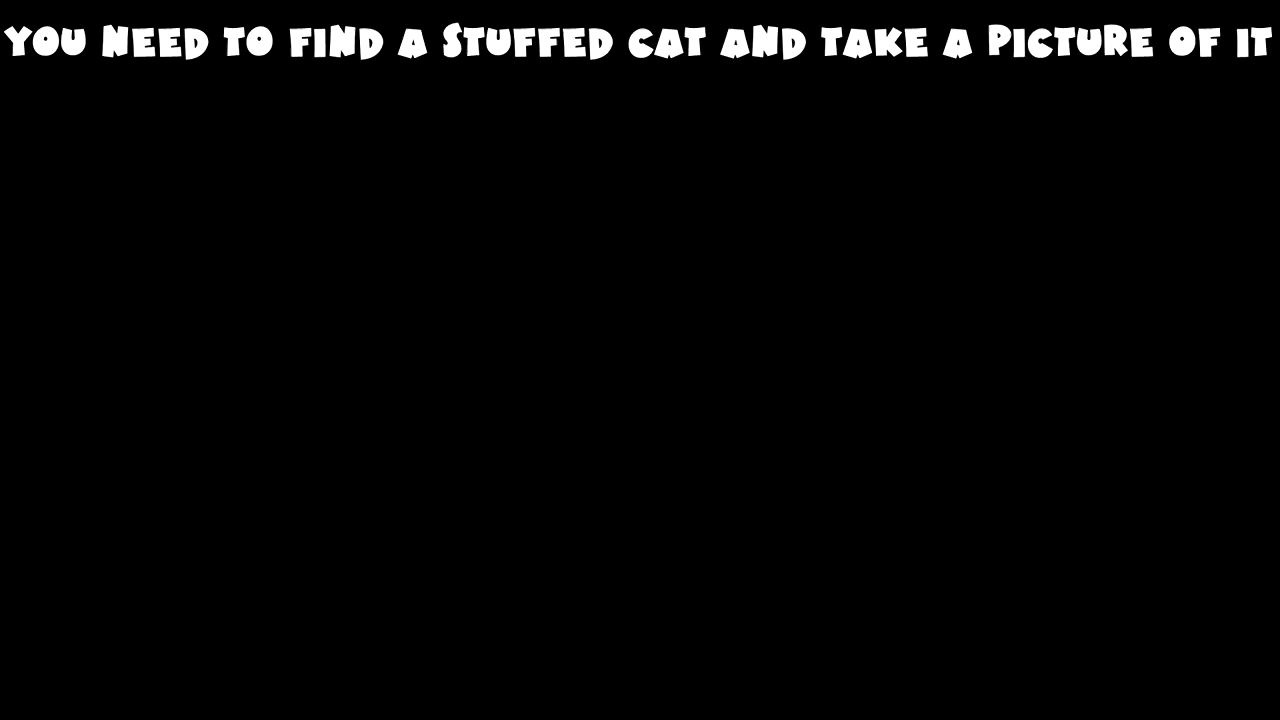 YOU NEED TO FIND A STUFFED CAT AND TAKE A PICTURE OF IT